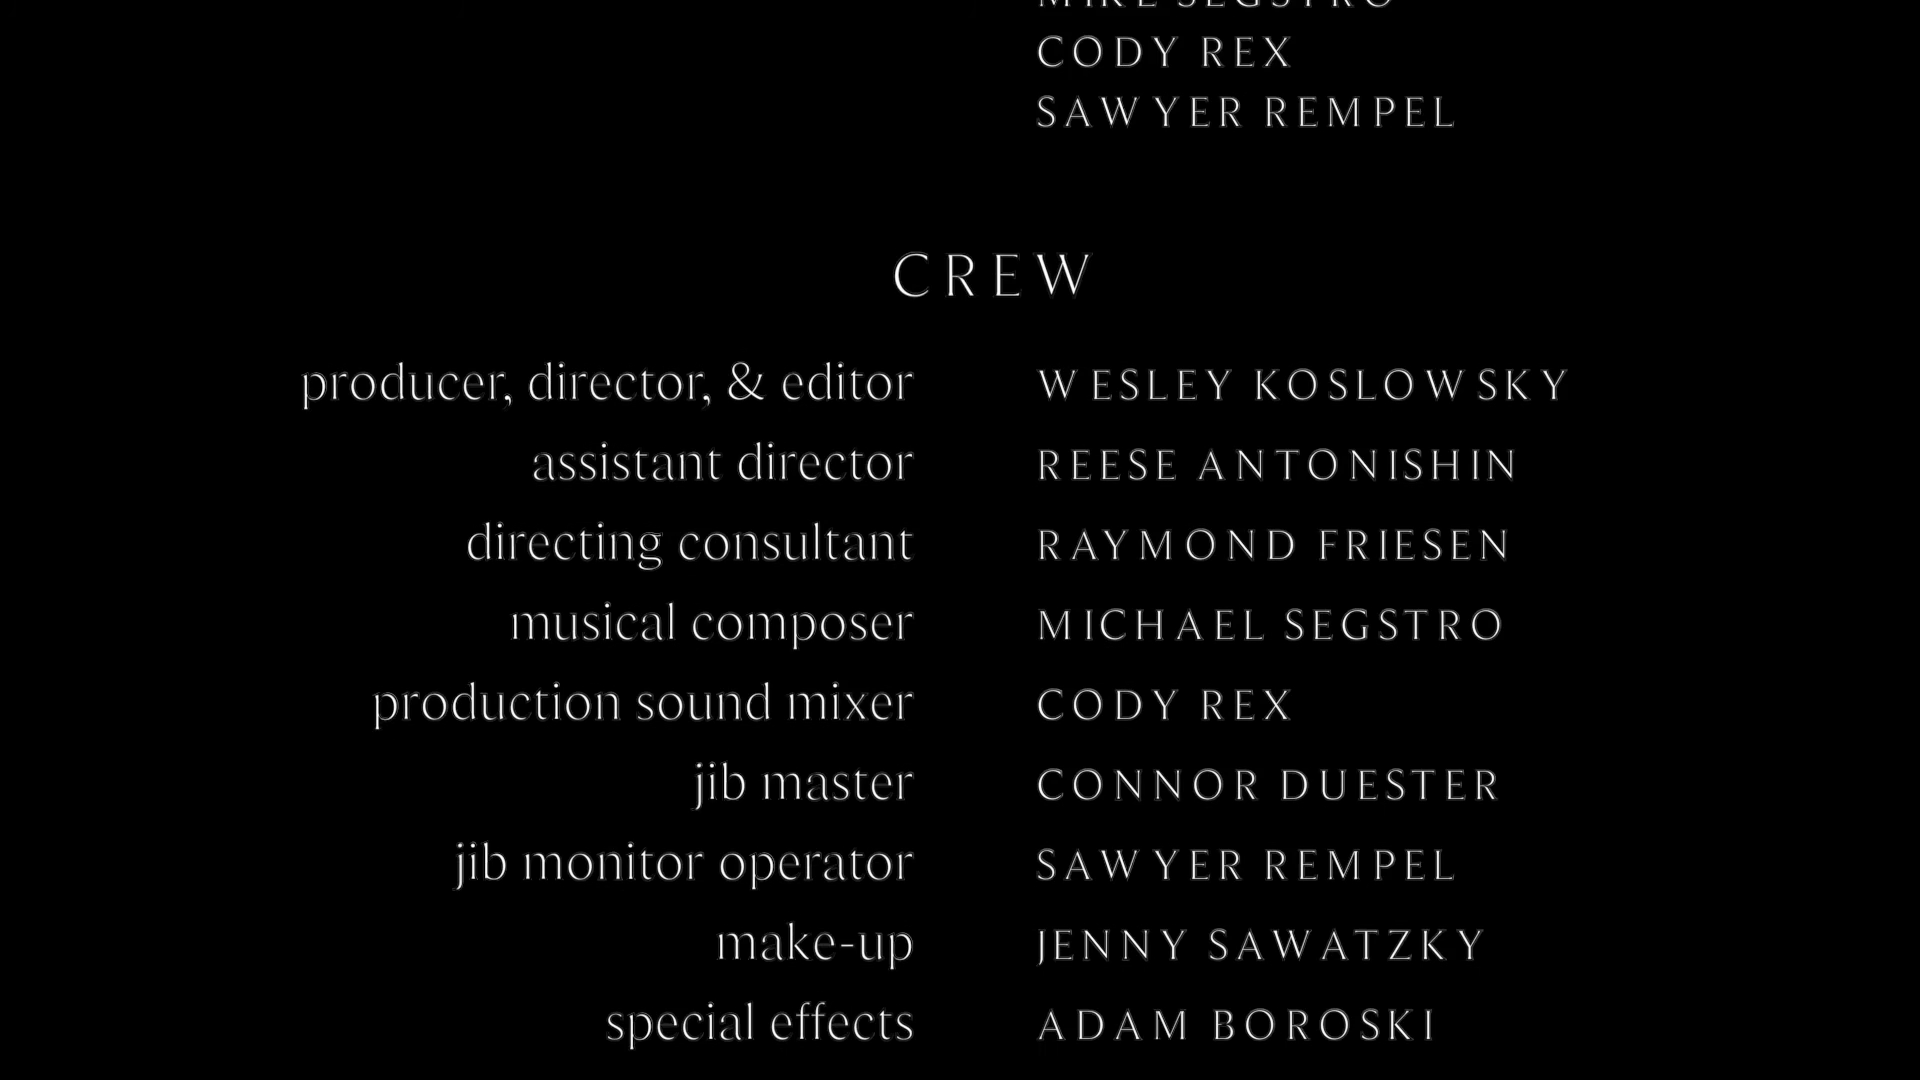 MIKE SEGSTRO
CODY REX
SAWYER REMPEL
CREW
producer, director, & editor WESLEY KOSLOWSKY
assistant director REESE ANTONISHIN
directing consultant RAYMOND FRIESEN
musical composer MICHAEL SEGSTRO
production sound mixer CODY REX
jib master CONNOR DUESTER
jib monitor operator SAWYER REMPEL
make-up JENNY SAWATZKY
special effects ADAM BOROSKI